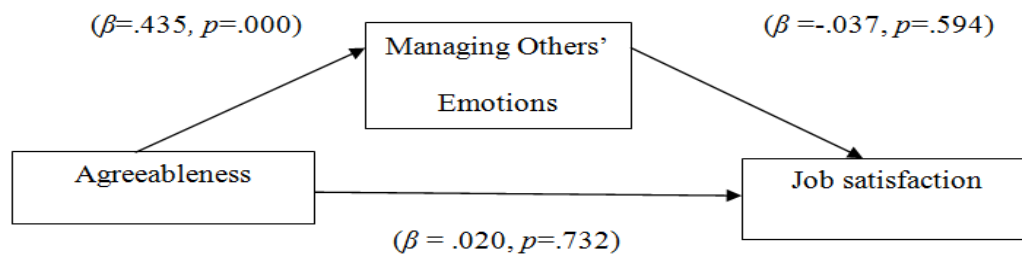 (β=.435, p=.000)
(β =-.037, p=.594)
Managing Others’
Emotions
Agreeableness
Job satisfaction
(β = .020, p=.732)